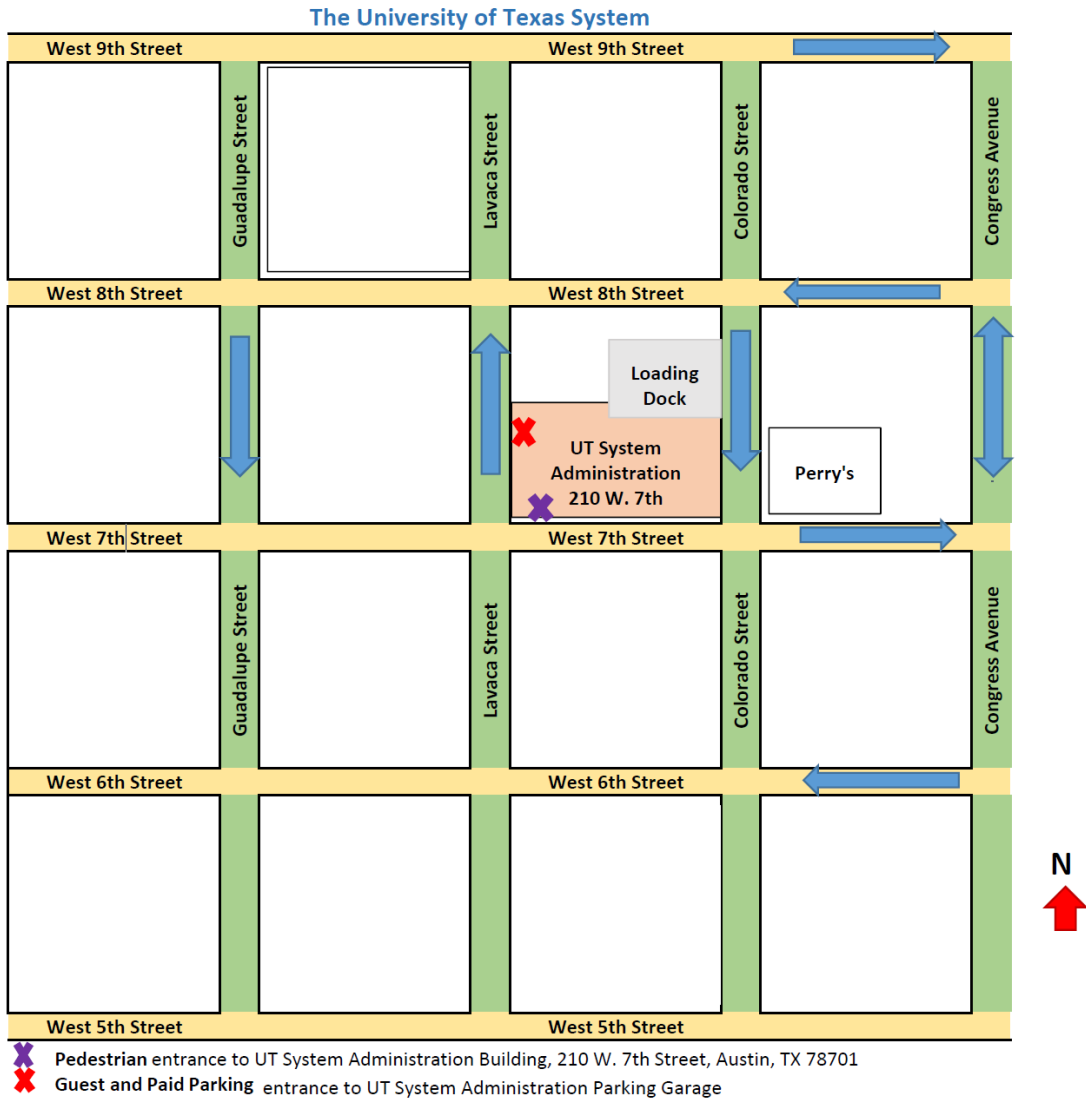 The University of Texas System
West 9th Street
West 9th Street
Guadalupe Street
Lavaca Street
Colorado Street
Congress Avenue
West 8th Street
West 8th Street
Loading
Dock
UT System
Administration
210 W. 7th
Perry's
West 7th Street
West 7th Street
Guadalupe Street
Lavaca Street
Colorado Street
Congress Avenue
West 6th Street
West 6th Street
N
West 5th Street
West 5th Street
Pedestrian entrance to UT System Administration Building, 210 W. 7th Street, Austin, TX 78701
Guest and Paid Parking entrance to UT System Administration Parking Garage